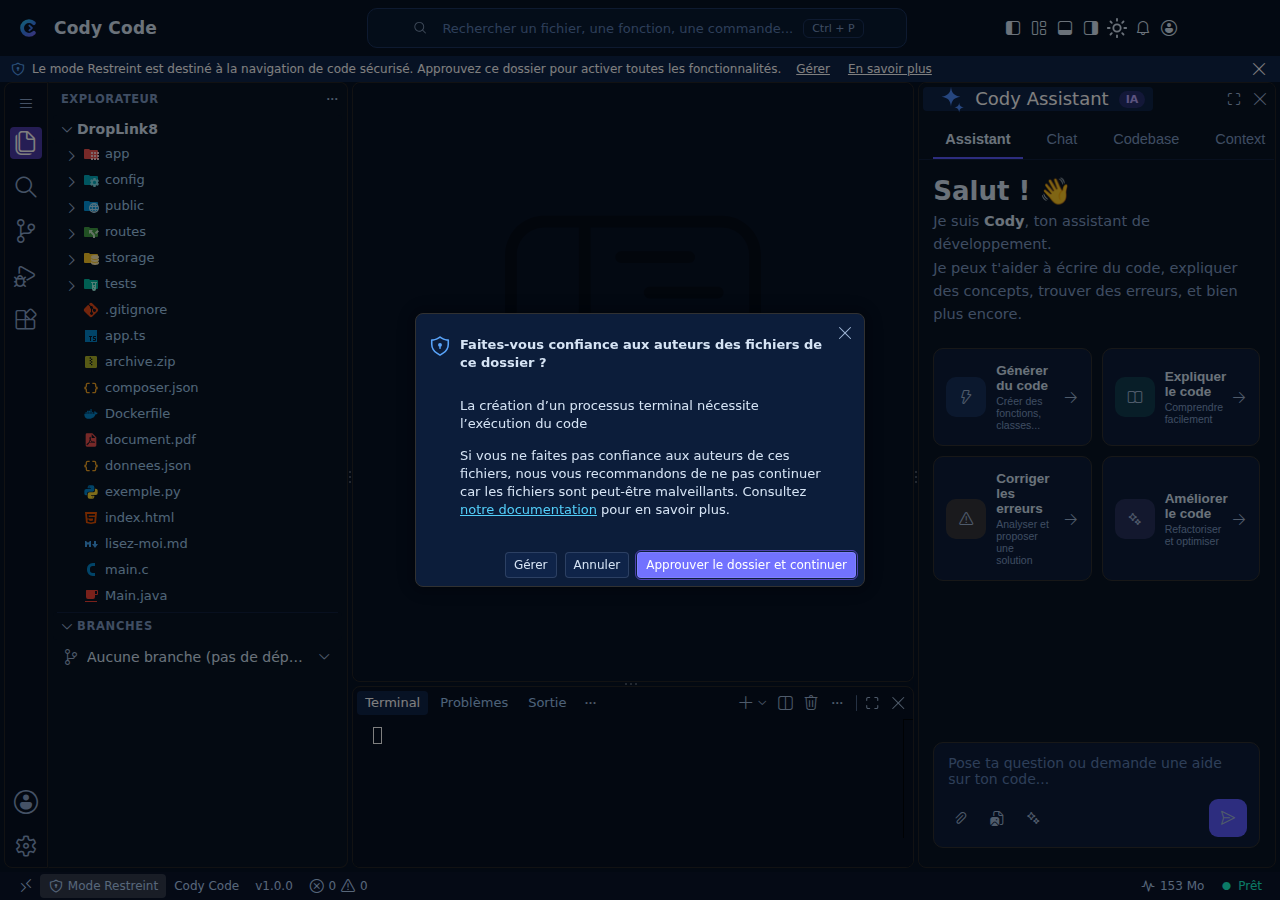 Cody Code
Rechercher un fichier, une fonction, une commande...
Ctrl + P
Le mode Restreint est destiné à la navigation de code sécurisé. Approuvez ce dossier pour activer toutes les fonctionnalités. Gérer En savoir plus
EXPLORATEUR
DropLink8
app
config
public
routes
storage
tests
.gitignore
app.ts
archive.zip
composer.json
Dockerfile
document.pdf
donnees.json
exemple.py
index.html
lisez-moi.md
main.c
Main.java
BRANCHES
Aucune branche (pas de dép...
Faites-vous confiance aux auteurs des fichiers de
ce dossier ?
La création d’un processus terminal nécessite
l’exécution du code
Si vous ne faites pas confiance aux auteurs de ces
fichiers, nous vous recommandons de ne pas continuer
car les fichiers sont peut-être malveillants. Consultez
notre documentation pour en savoir plus.
Gérer
Annuler
Approuver le dossier et continuer
Terminal
Problèmes
Sortie
Cody Assistant
IA
Assistant
Chat
Codebase
Context
Salut ! 👋
Je suis Cody, ton assistant de
développement.
Je peux t'aider à écrire du code, expliquer
des concepts, trouver des erreurs, et bien
plus encore.
Générer
du code
Créer des
fonctions,
classes...
Expliquer
le code
Comprendre
facilement
Corriger
les
erreurs
Analyser et
proposer
une
solution
Améliorer
le code
Refactoriser
et optimiser
Pose ta question ou demande une aide
sur ton code...
Mode Restreint
Cody Code
v1.0.0
0
0
153 Mo
Prêt